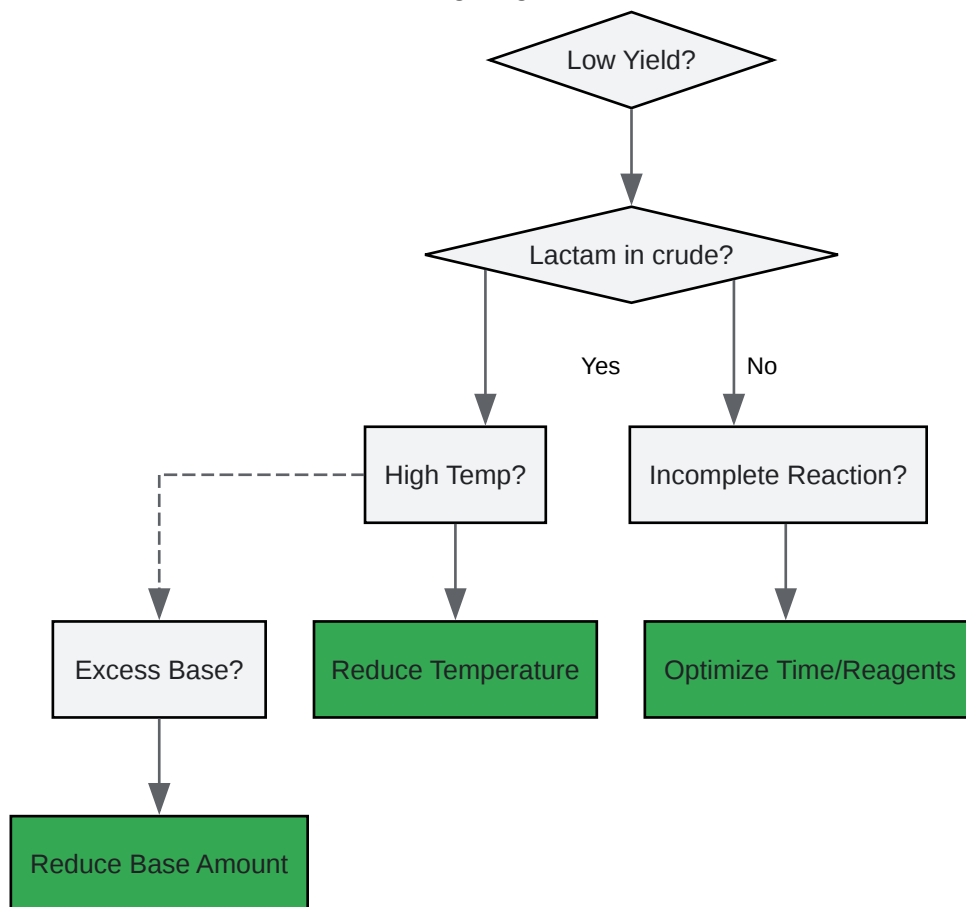 Low Yield?
Lactam in crude?
Yes
No
High Temp?
Incomplete Reaction?
Excess Base?
Reduce Temperature
Optimize Time/Reagents
Reduce Base Amount